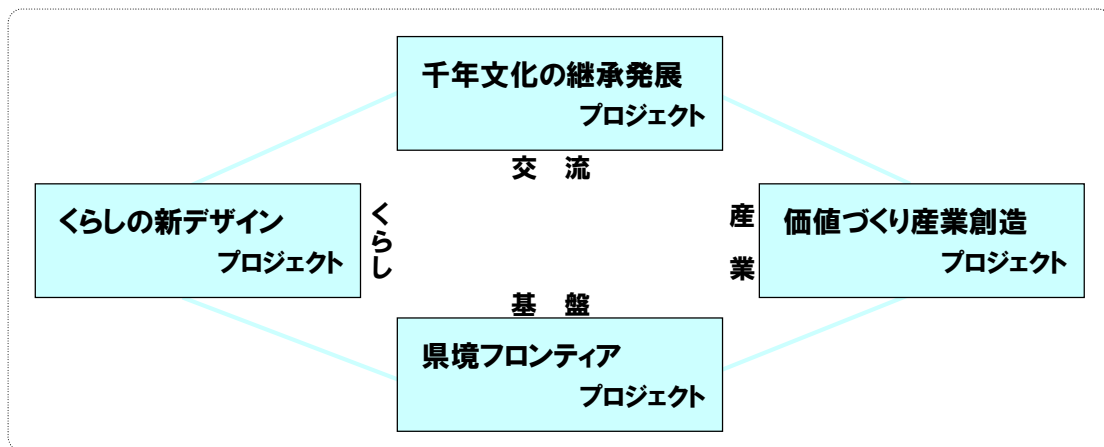 千年文化の継承発展
プロジェクト
交 流
くらしの新デザイン
プロジェクト
くらし
産業
価値づくり産業創造
プロジェクト
基 盤
県境フロンティア
プロジェクト